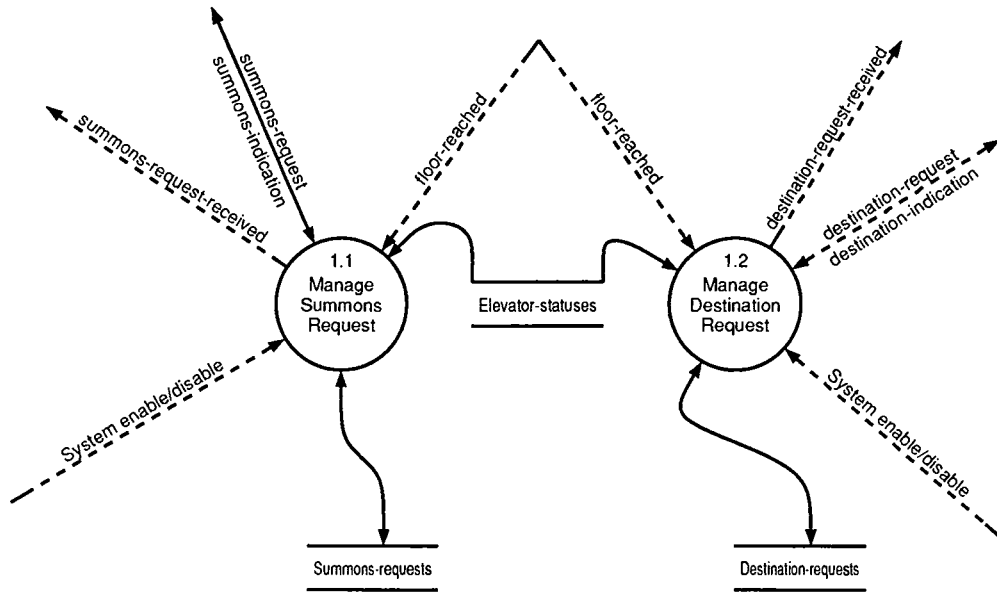 summons-request
summons-indication
summons-request-received
floor-reached
floor-reached
destination-request-received
destination-request
destination-indication
1.1
Manage
Summons
Request
Elevator-statuses
1.2
Manage
Destination
Request
System enable/disable
System enable/disable
Summons-requests
Destination-requests